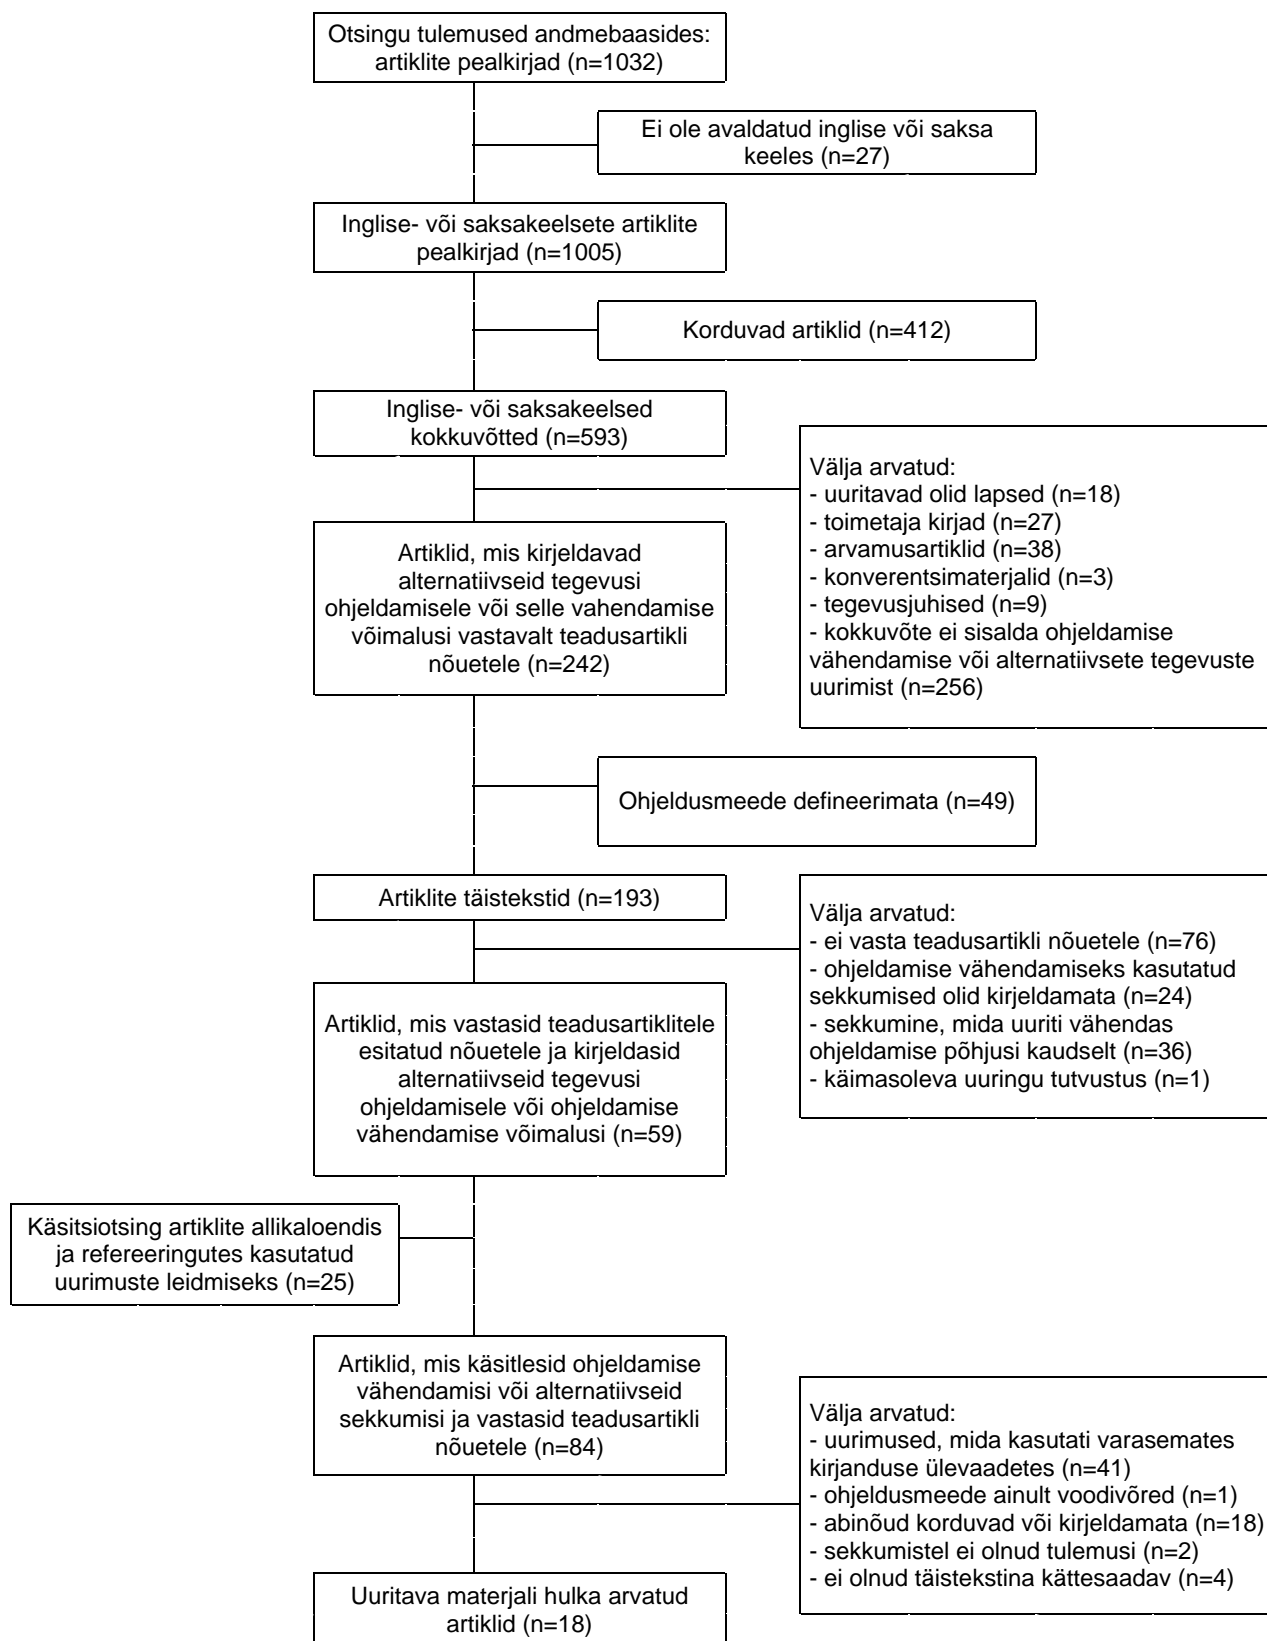 Otsingu tulemused andmebaasides:
artiklite pealkirjad (n=1032)
Ei ole avaldatud inglise või saksa
keeles (n=27)
Inglise- või saksakeelsete artiklite
pealkirjad (n=1005)
Korduvad artiklid (n=412)
Inglise- või saksakeelsed
kokkuvõtted (n=593)
Välja arvatud:
- uuritavad olid lapsed (n=18)
- toimetaja kirjad (n=27)
- arvamusartiklid (n=38)
- konverentsimaterjalid (n=3)
- tegevusjuhised (n=9)
- kokkuvõte ei sisalda ohjeldamise
vähendamise või alternatiivsete tegevuste
uurimist (n=256)
Artiklid, mis kirjeldavad
alternatiivseid tegevusi
ohjeldamisele või selle vahendamise
võimalusi vastavalt teadusartikli
nõuetele (n=242)
Ohjeldusmeede defineerimata (n=49)
Artiklite täistekstid (n=193)
Välja arvatud:
- ei vasta teadusartikli nõuetele (n=76)
- ohjeldamise vähendamiseks kasutatud
sekkumised olid kirjeldamata (n=24)
- sekkumine, mida uuriti vähendas
ohjeldamise põhjusi kaudselt (n=36)
- käimasoleva uuringu tutvustus (n=1)
Artiklid, mis vastasid teadusartiklitele
esitatud nõuetele ja kirjeldasid
alternatiivseid tegevusi
ohjeldamisele või ohjeldamise
vähendamise võimalusi (n=59)
Käsitsiotsing artiklite allikaloendis
ja refereeringutes kasutatud
uurimuste leidmiseks (n=25)
Artiklid, mis käsitlesid ohjeldamise
vähendamisi või alternatiivseid
sekkumisi ja vastasid teadusartikli
nõuetele (n=84)
Välja arvatud:
- uurimused, mida kasutati varasemates
kirjanduse ülevaadetes (n=41)
- ohjeldusmeede ainult voodivõred (n=1)
- abinõud korduvad või kirjeldamata (n=18)
- sekkumistel ei olnud tulemusi (n=2)
- ei olnud täistekstina kättesaadav (n=4)
Uuritava materjali hulka arvatud
artiklid (n=18)